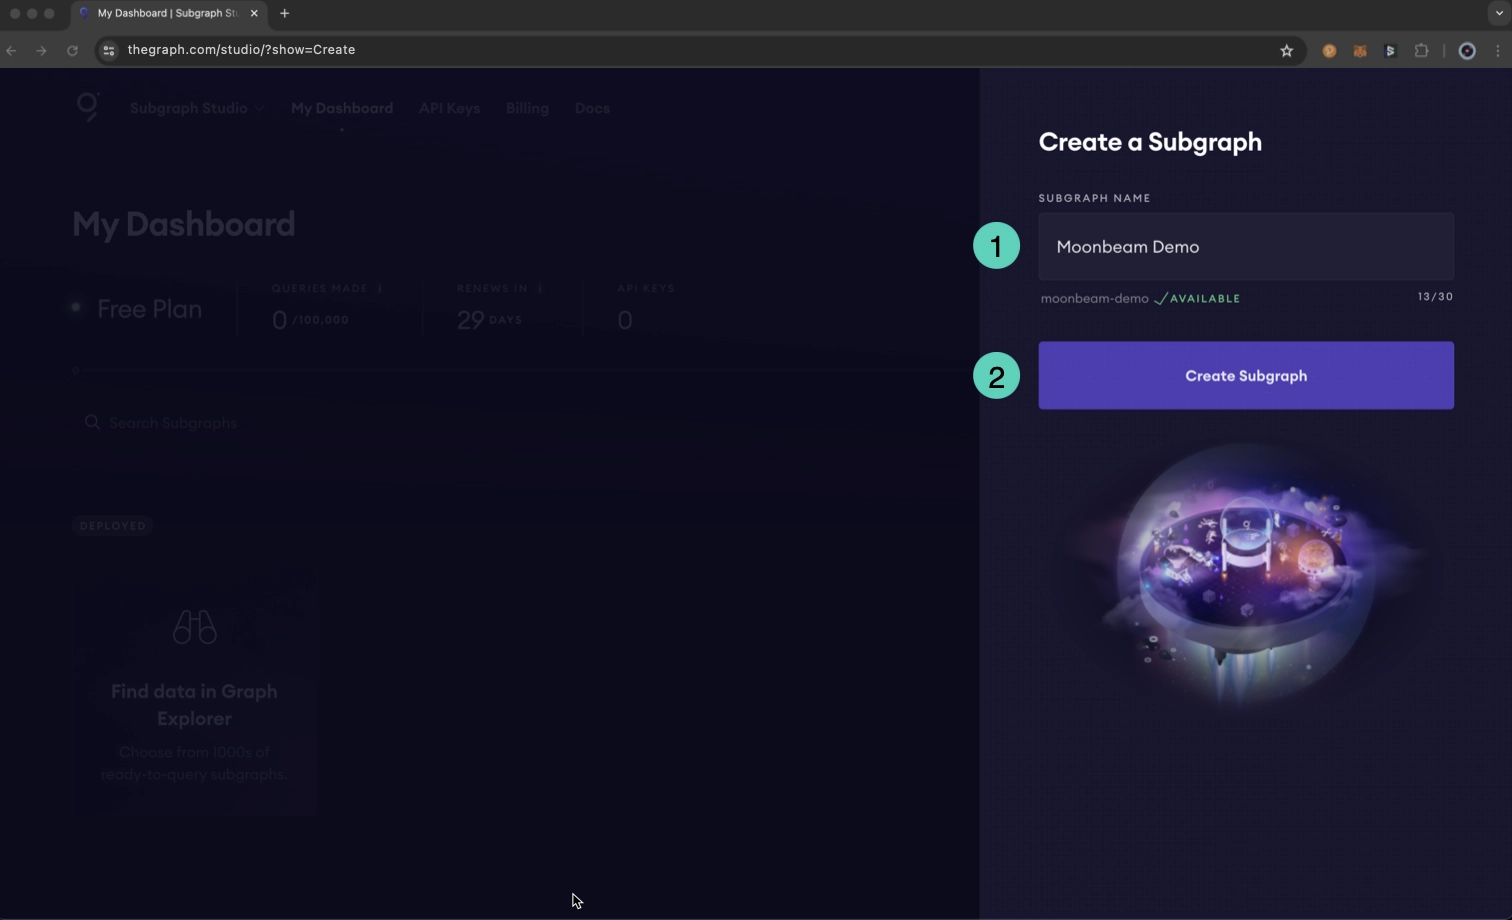 My Dashboard | Subgraph Stu
thegraph.com/studio/?show=Create
Subgraph Studio My Dashboard API Keys Billing Docs
My Dashboard
Free Plan
QUERIES MADE i
0 /100,000
RENEWS IN i
29 DAYS
API KEYS
0
Search Subgraphs
DEPLOYED
Find data in Graph
Explorer
Choose from 1000s of
ready-to-query subgraphs.
Create a Subgraph
SUBGRAPH NAME
1
Moonbeam Demo
moonbeam-demo AVAILABLE 13/30
2
Create Subgraph